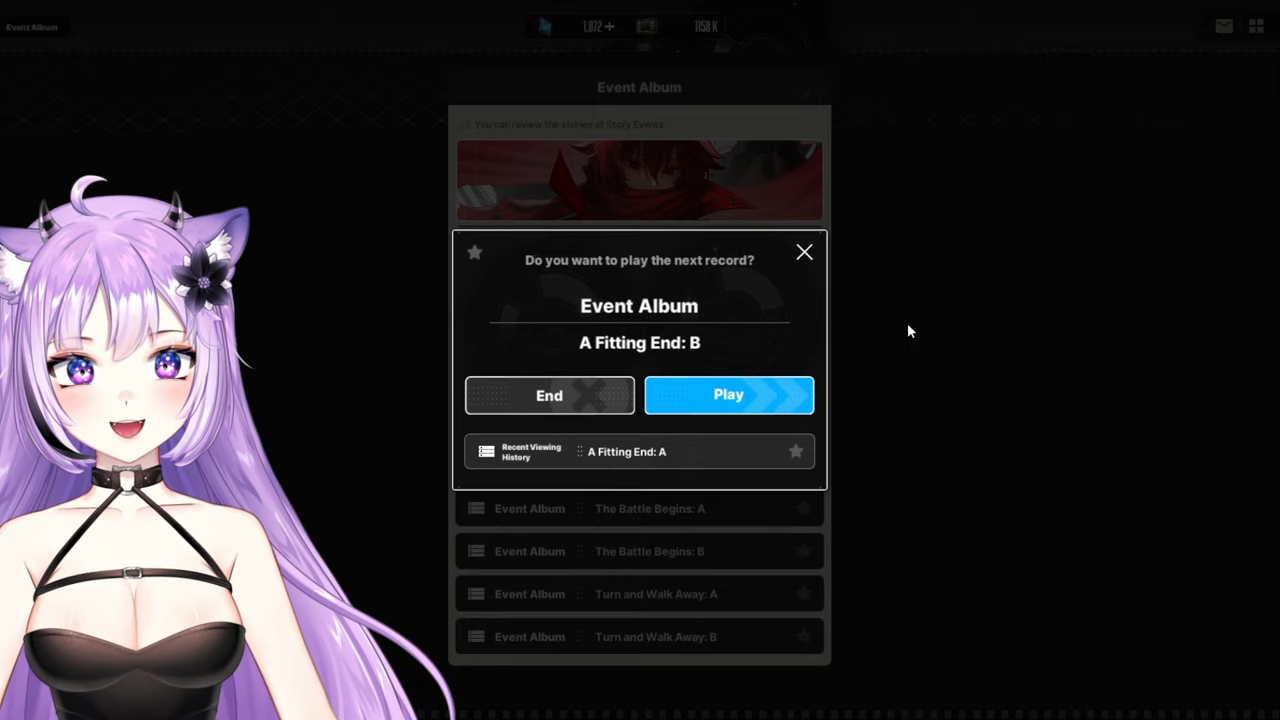 Event Album
1,872 +
1158 K
Event Album
You can review the stories of Story Events.
Do you want to play the next record?
Event Album
A Fitting End: B
End
Play
Recent Viewing
History
A Fitting End: A
Event Album
The Battle Begins: A
Event Album
The Battle Begins: B
Event Album
Turn and Walk Away: A
Event Album
Turn and Walk Away: B